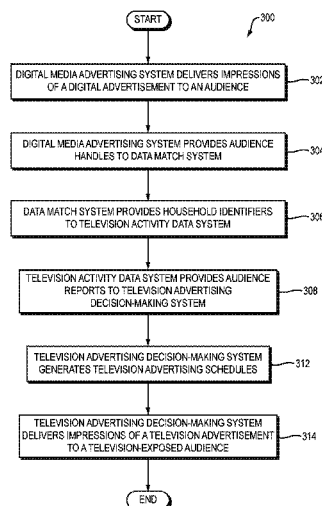 START
300
DIGITAL MEDIA ADVERTISING SYSTEM DELIVERS IMPRESSIONS
OF A DIGITAL ADVERTISEMENT TO AN AUDIENCE
302
DIGITAL MEDIA ADVERTISING SYSTEM PROVIDES AUDIENCE
HANDLES TO DATA MATCH SYSTEM
304
DATA MATCH SYSTEM PROVIDES HOUSEHOLD IDENTIFIERS
TO TELEVISION ACTIVITY DATA SYSTEM
306
TELEVISION ACTIVITY DATA SYSTEM PROVIDES AUDIENCE
REPORTS TO TELEVISION ADVERTISING
DECISION-MAKING SYSTEM
308
TELEVISION ADVERTISING DECISION-MAKING SYSTEM
GENERATES TELEVISION ADVERTISING SCHEDULES
312
TELEVISION ADVERTISING DECISION-MAKING SYSTEM
DELIVERS IMPRESSIONS OF A TELEVISION ADVERTISEMENT
TO A TELEVISION-EXPOSED AUDIENCE
314
END